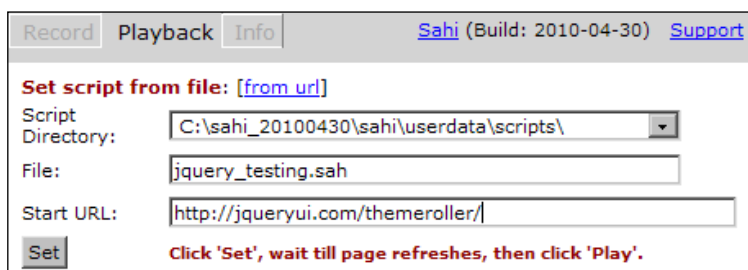 Record Playback Info Sahi (Build: 2010-04-30) Support
Set script from file: [from url]
Script
Directory: C:\sahi_20100430\sahi\userdata\scripts\
File: jquery_testing.sah
Start URL: http://jqueryui.com/themeroller/
Set Click 'Set', wait till page refreshes, then click 'Play'.